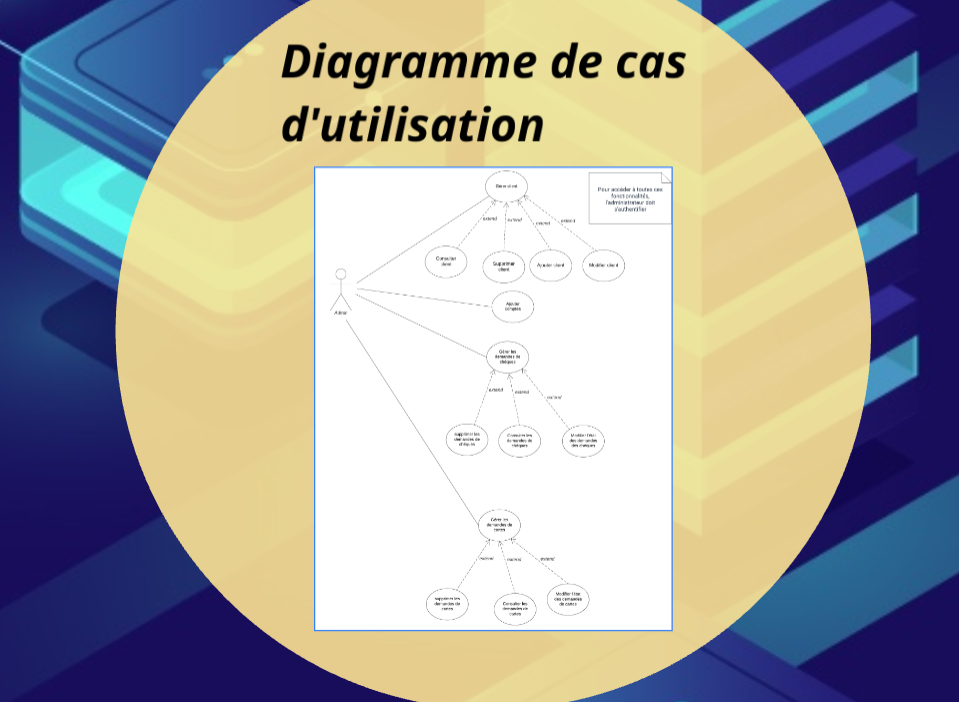 Diagramme de cas
d'utilisation
Gérer client
Pour accéder à toutes ces
fonctionnalités,
l'administrateur doit
s'authentifier
extend
extend
extend
extend
Consulter
client
Supprimer
client
Ajouter client
Modifier client
Admin
Ajouter
comptes
Gérer les
demandes de
chèques
extend
extend
extend
supprimer les
demandes de
chèques
Consulter les
demandes de
chèques
Modifier l'état
des demandes
des chèques
Gérer les
demandes de
cartes
extend
extend
extend
supprimer les
demandes de
cartes
Consulter les
demandes de
cartes
Modifier l'état
des demandes
de cartes